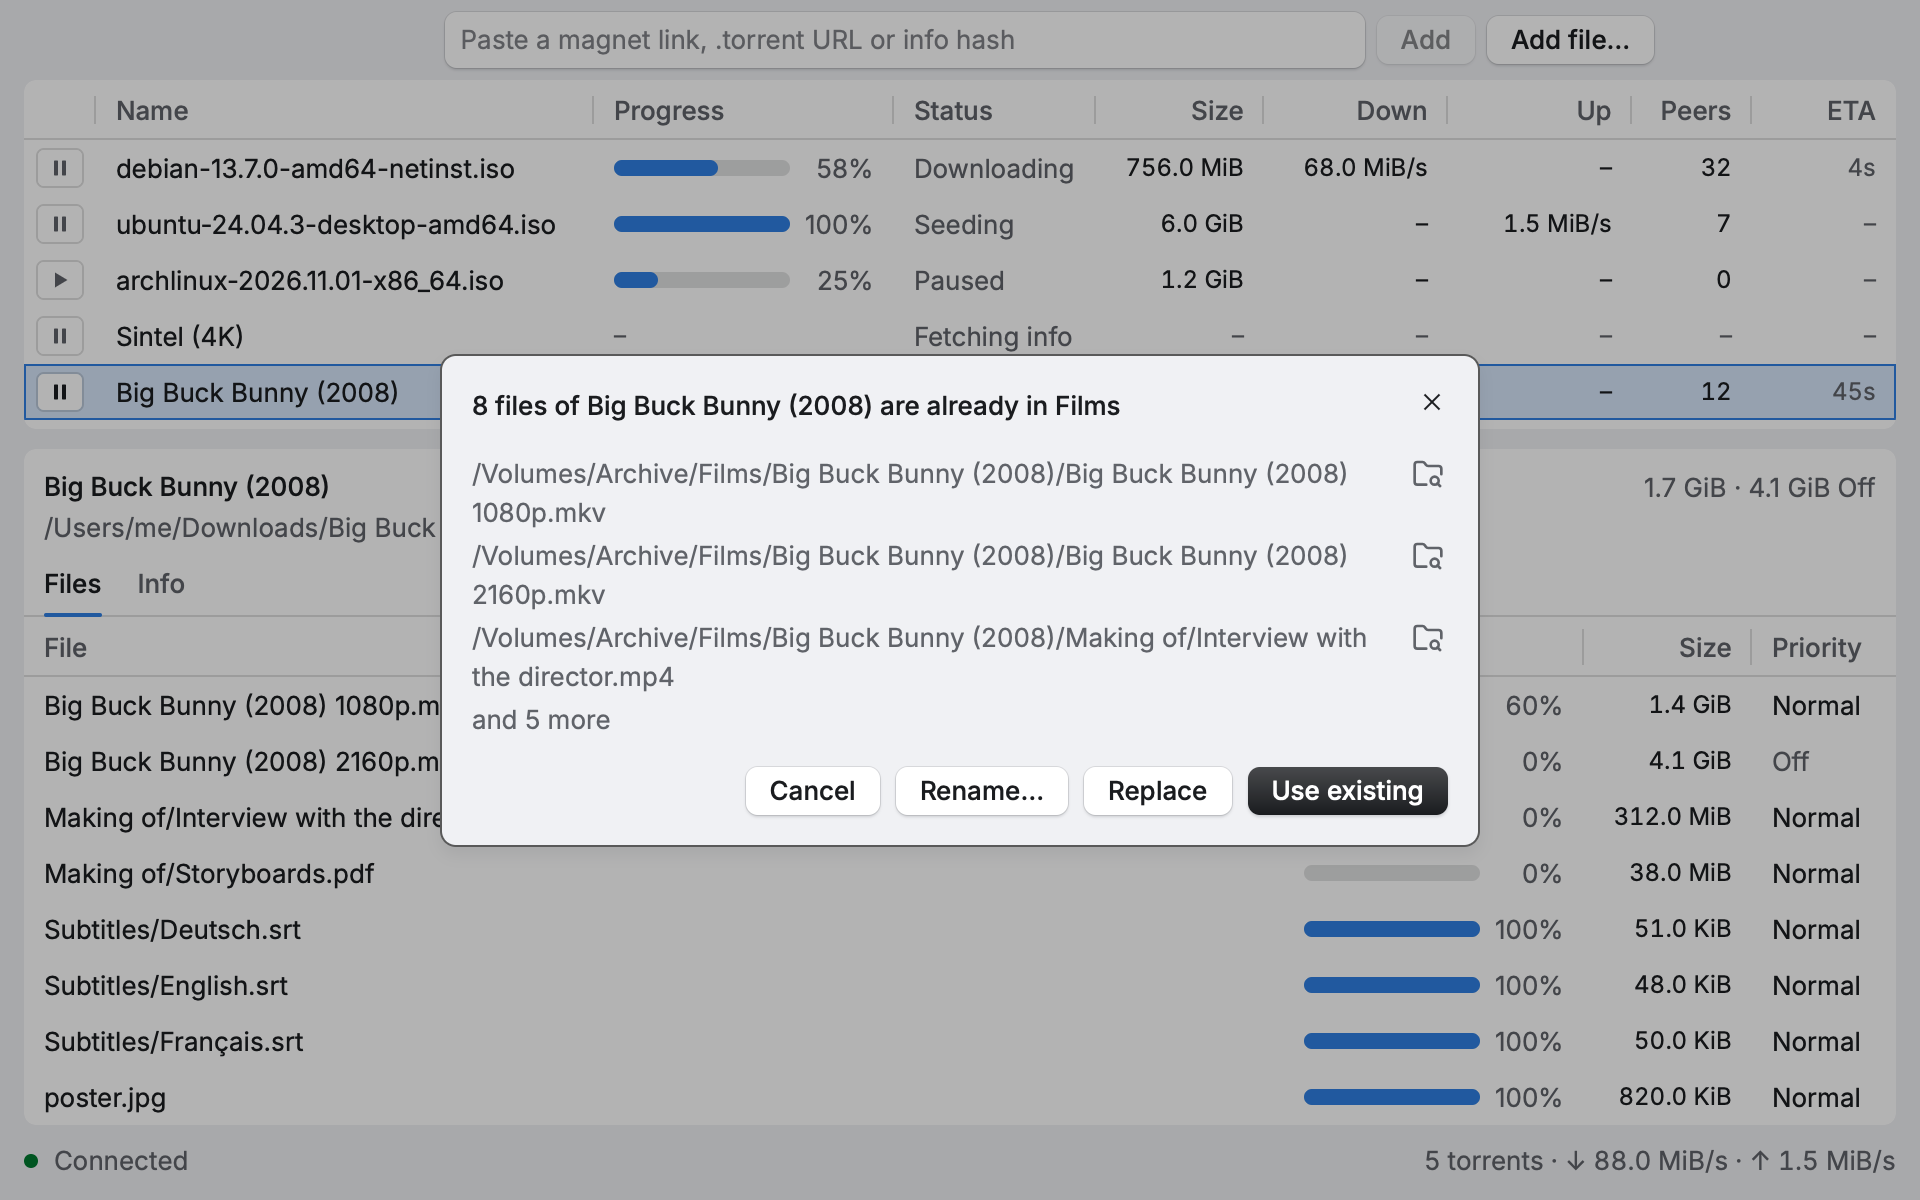 Paste a magnet link, .torrent URL or info hash Add Add file...
Name Progress Status Size Down Up Peers ETA
debian-13.7.0-amd64-netinst.iso 58% Downloading 756.0 MiB 68.0 MiB/s – 32 4s
ubuntu-24.04.3-desktop-amd64.iso 100% Seeding 6.0 GiB – 1.5 MiB/s 7 –
archlinux-2026.11.01-x86_64.iso 25% Paused 1.2 GiB – – 0 –
Sintel (4K) – Fetching info – – – – –
Big Buck Bunny (2008) – 12 45s
8 files of Big Buck Bunny (2008) are already in Films
/Volumes/Archive/Films/Big Buck Bunny (2008)/Big Buck Bunny (2008)
1080p.mkv
/Volumes/Archive/Films/Big Buck Bunny (2008)/Big Buck Bunny (2008)
2160p.mkv
/Volumes/Archive/Films/Big Buck Bunny (2008)/Making of/Interview with
the director.mp4
and 5 more
Cancel Rename... Replace Use existing
Big Buck Bunny (2008) 1.7 GiB · 4.1 GiB Off
/Users/me/Downloads/Big Buck
Files Info
File Size Priority
Big Buck Bunny (2008) 1080p.m 60% 1.4 GiB Normal
Big Buck Bunny (2008) 2160p.m 0% 4.1 GiB Off
Making of/Interview with the dire 0% 312.0 MiB Normal
Making of/Storyboards.pdf 0% 38.0 MiB Normal
Subtitles/Deutsch.srt 100% 51.0 KiB Normal
Subtitles/English.srt 100% 48.0 KiB Normal
Subtitles/Français.srt 100% 50.0 KiB Normal
poster.jpg 100% 820.0 KiB Normal
Connected 5 torrents · ↓ 88.0 MiB/s · ↑ 1.5 MiB/s